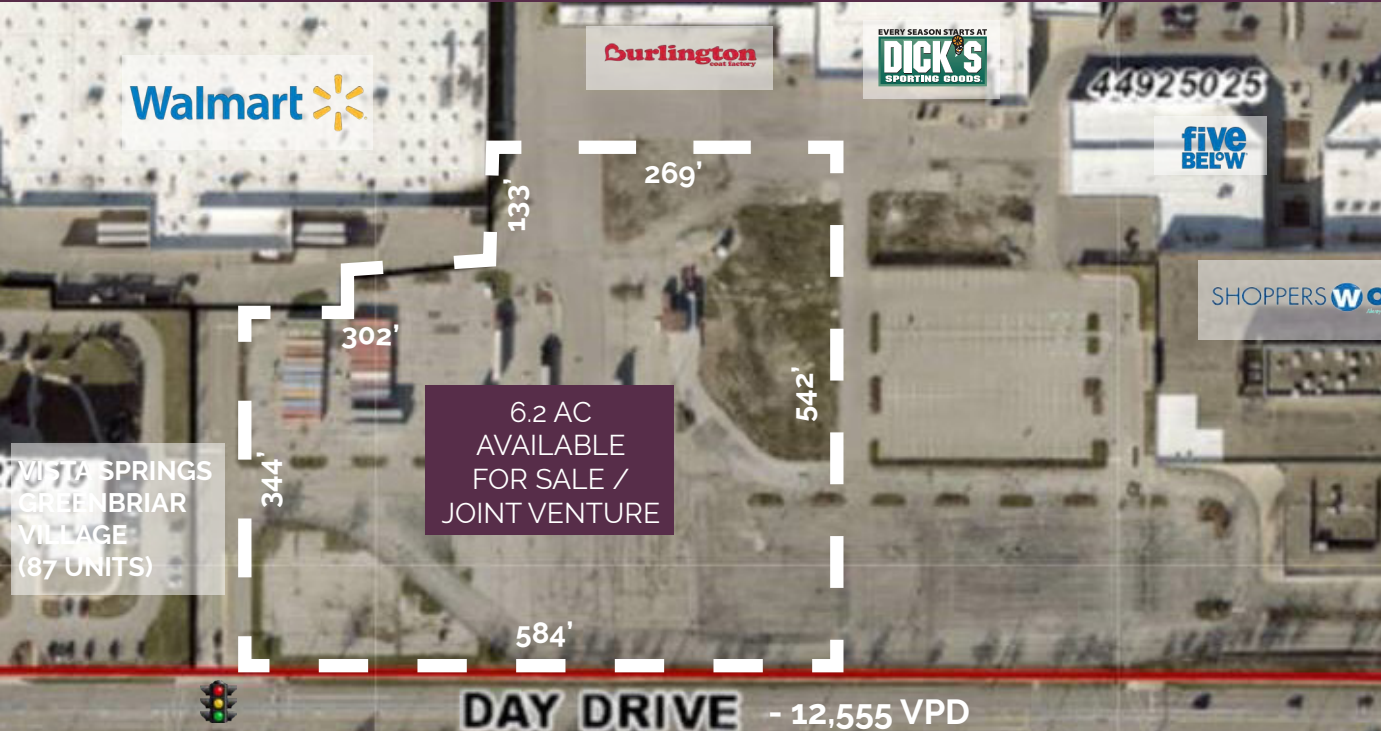 Walmart
Burlington
coat factory
EVERY SEASON STARTS AT
DICK'S
SPORTING GOODS
44925025
five
BELOW
269’
133’
SHOPPERS W
302’
542’
6.2 AC
AVAILABLE
FOR SALE /
JOINT VENTURE
344’
VISTA SPRINGS
GREENBRIAR
VILLAGE
(87 UNITS)
584’
DAY DRIVE - 12,555 VPD